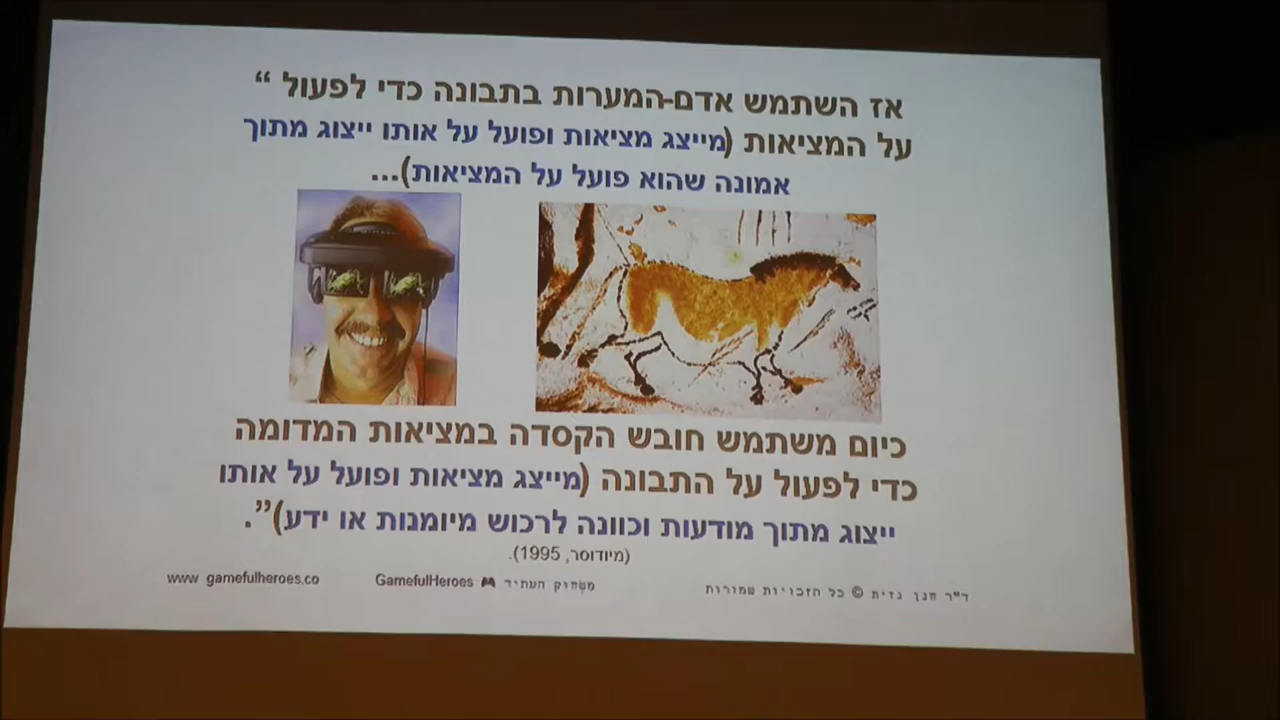 אז השתמש אדם-המערות בתבונה כדי לפעול “
על המציאות (מייצג מציאות ופועל על אותו ייצוג מתוך
אמונה שהוא פועל על המציאות)...
כיום משתמש חובש הקסדה במציאות המדומה
כדי לפעול על התבונה (מייצג מציאות ופועל על אותו
ייצוג מתוך מודעות וכוונה לרכוש מיומנות או ידע)”.
(מיודוסר, 1995).
www gamefulheroes.co
GamefulHeroes 🎮 משחוק העתיד
ד"ר חנן גזית © כל הזכויות שמורות